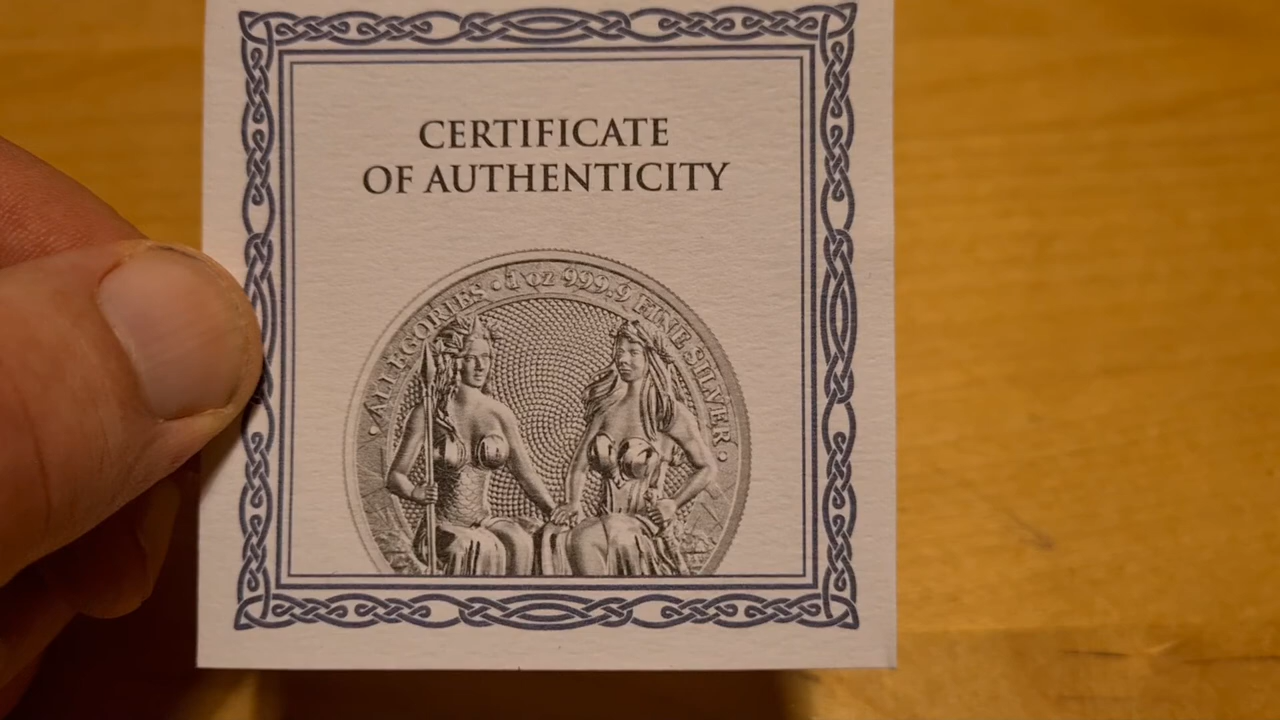 CERTIFICATE
OF AUTHENTICITY
• ALLEGORIES • 1 oz 999.9 FINE SILVER •